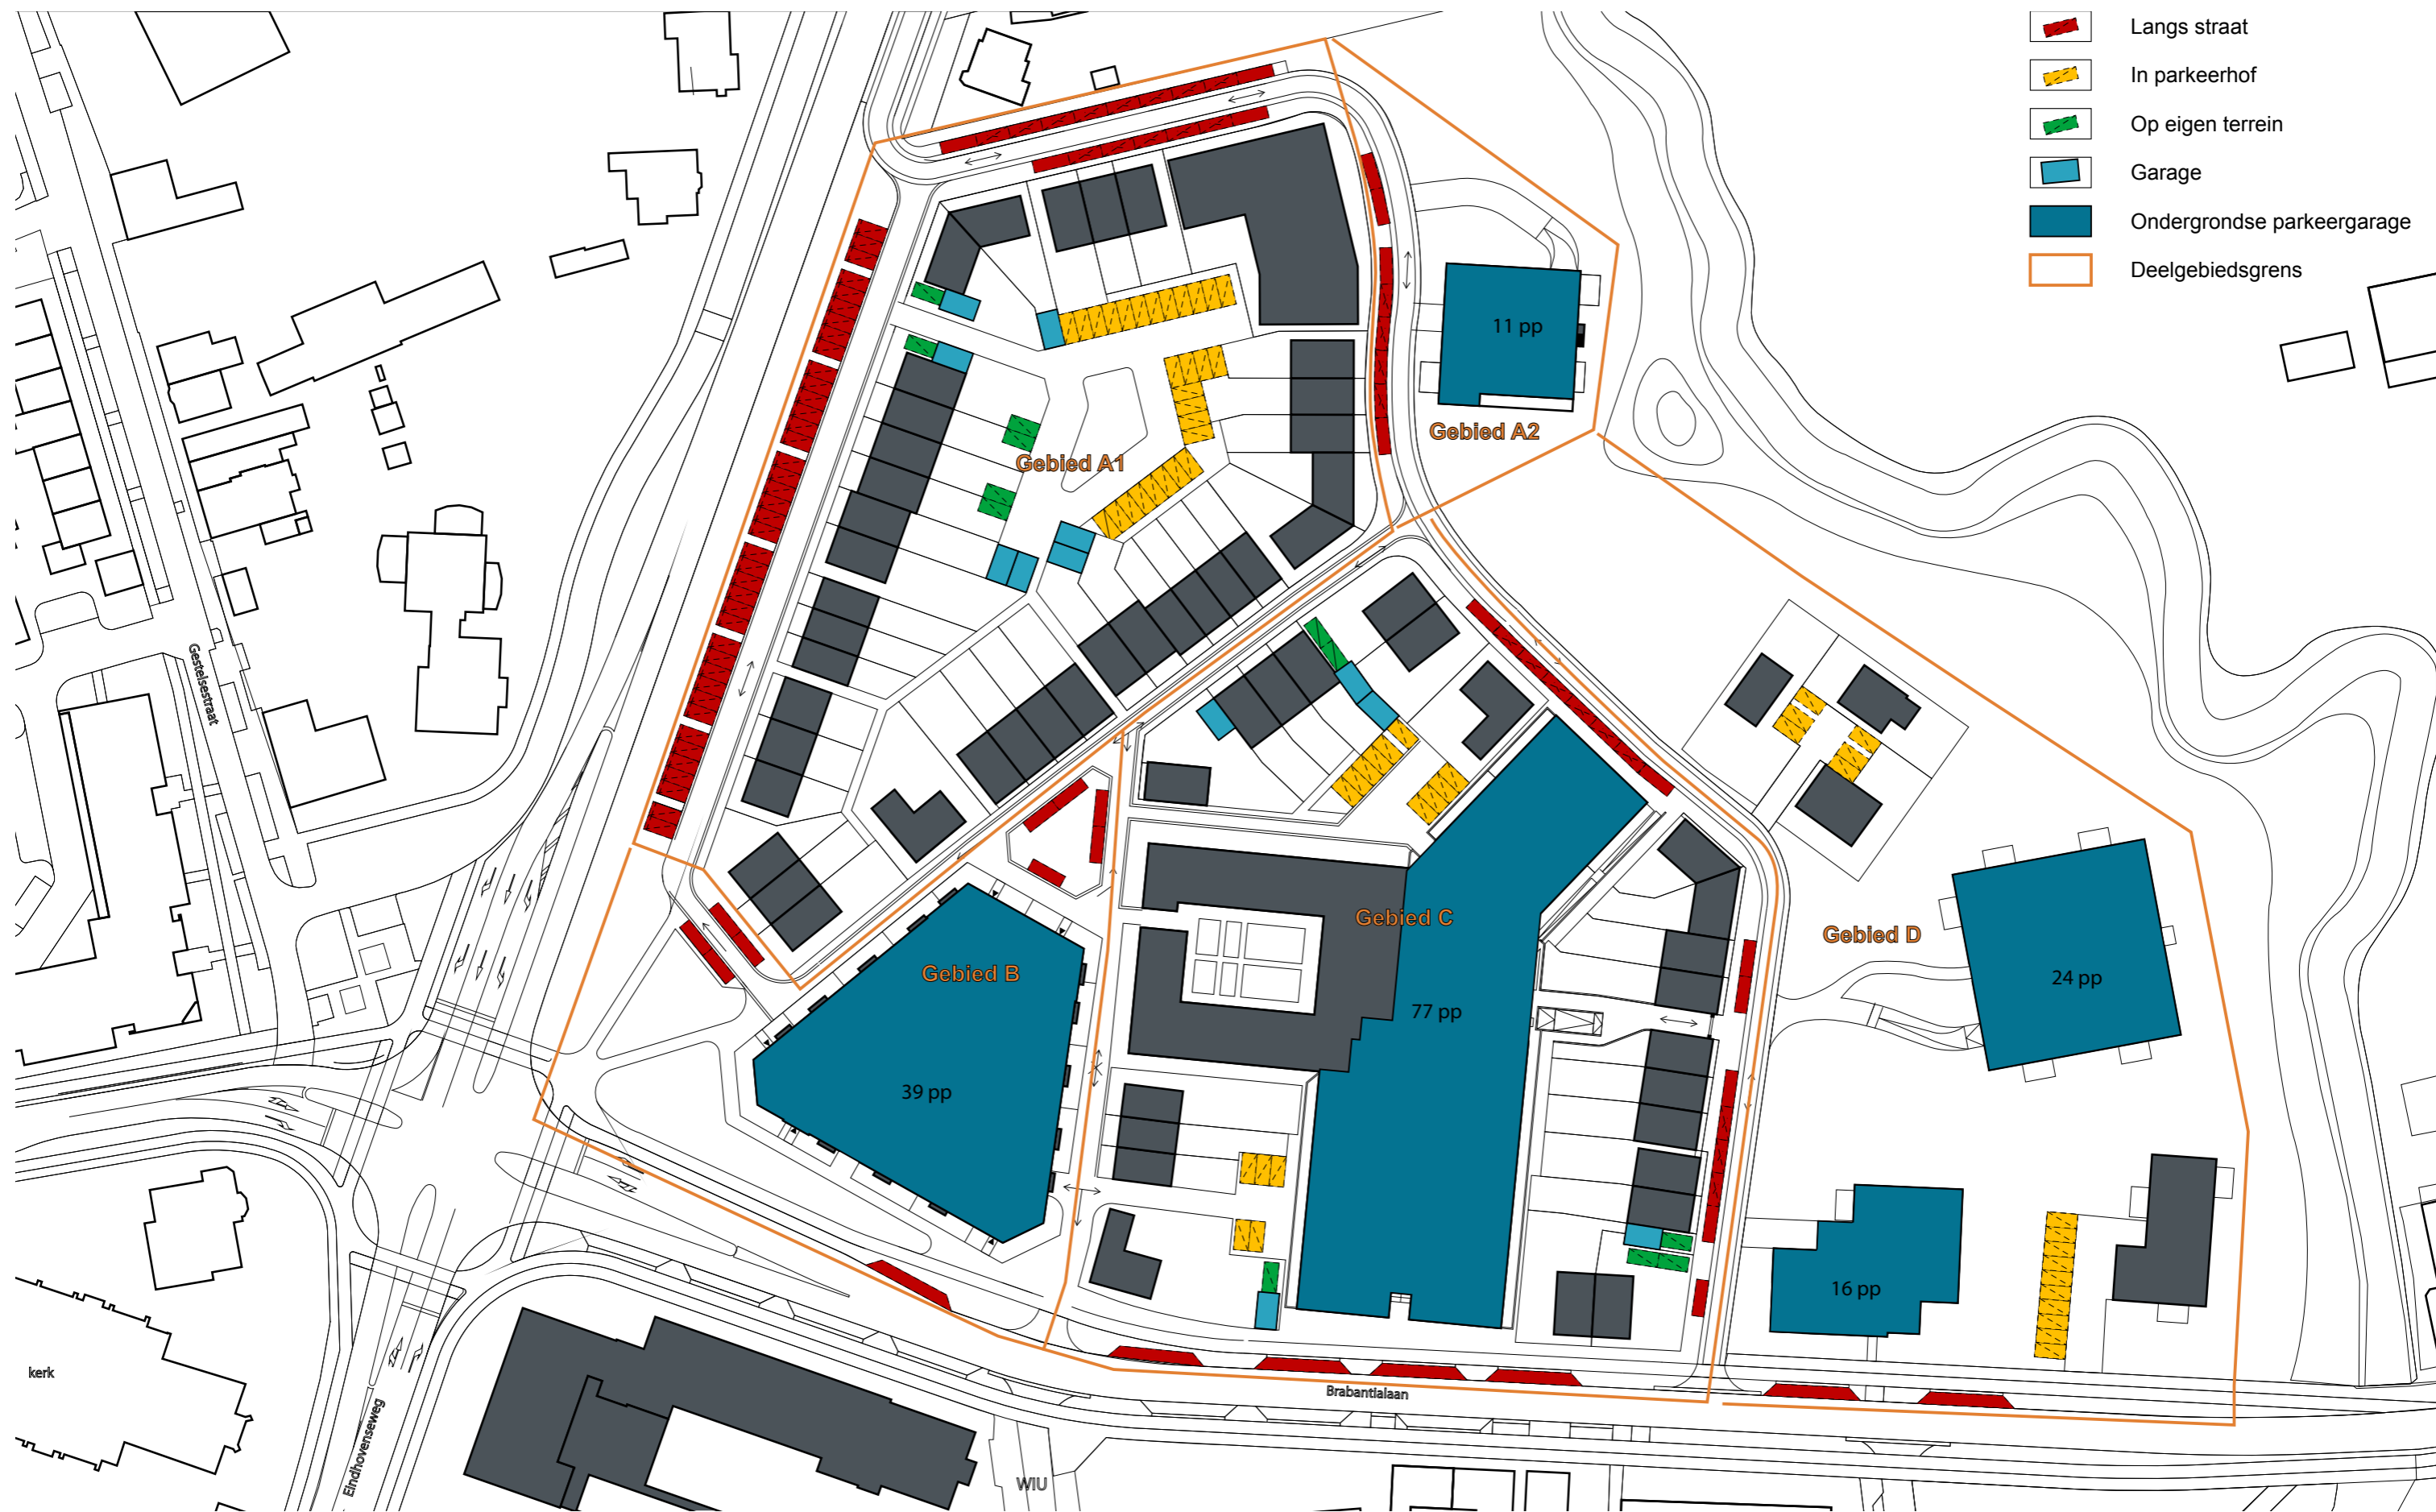 Langs straat
In parkeerhof
Op eigen terrein
Garage
Ondergrondse parkeergarage
Deelgebiedsgrens
11 pp
Gebied A2
Gebied A1
Gestelsestraat
Gebied C
Gebied D
Gebied B
24 pp
77 pp
39 pp
16 pp
kerk
Brabantialaan
Eindhovenseweg
WIU